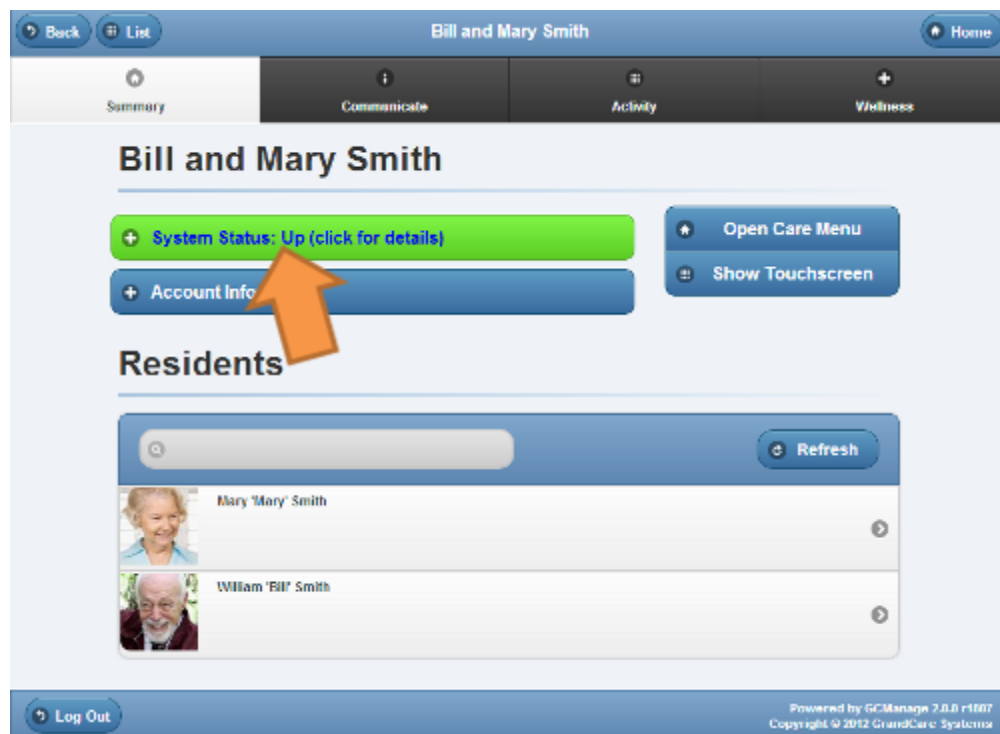 Back List Bill and Mary Smith Home
Summary Communicate Activity Wellness
Bill and Mary Smith
System Status: Up (click for details)
Account Info
Open Care Menu
Show Touchscreen
Residents
Refresh
Mary 'Mary' Smith
William 'Bill' Smith
Log Out
Powered by GCManage 2.0.0 r1807
Copyright © 2012 GrandCare Systems